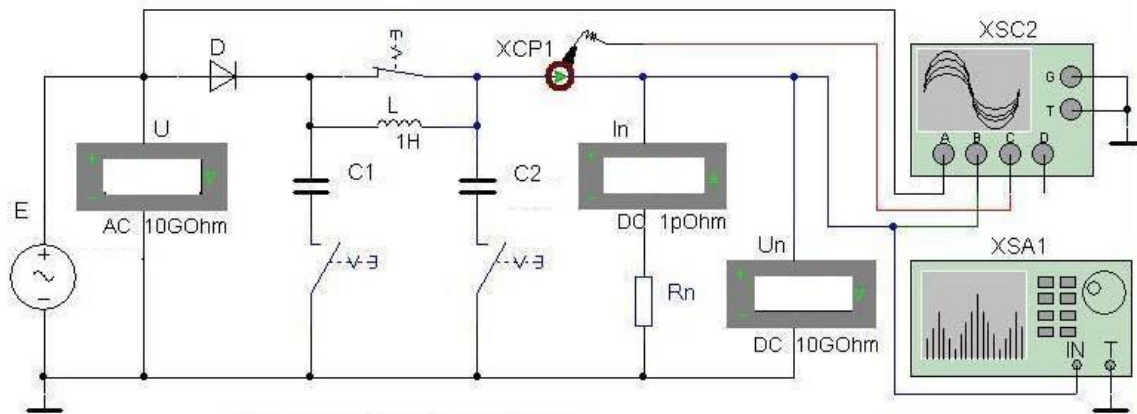 XSC2
D
XCP1
G
T
L
U
1H
In
A B C D
+
+
C1
C2
-
-
E
AC 10GOhm
DC 1pOhm
XSA1
Un
+
-
Rn
+
-
DC 10GOhm
IN T